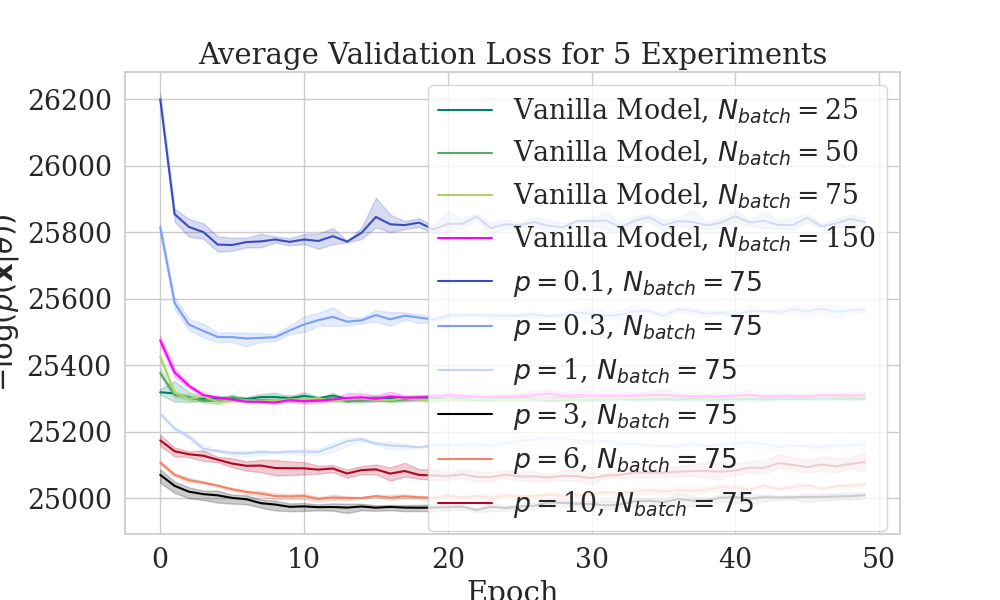 Average Validation Loss for 5 Experiments
−log(p(𝐱|θ))
26200
26000
25800
25600
25400
25200
25000
0 10 20 30 40 50
Epoch
Vanilla Model, N_batch = 25
Vanilla Model, N_batch = 50
Vanilla Model, N_batch = 75
Vanilla Model, N_batch = 150
p = 0.1, N_batch = 75
p = 0.3, N_batch = 75
p = 1, N_batch = 75
p = 3, N_batch = 75
p = 6, N_batch = 75
p = 10, N_batch = 75